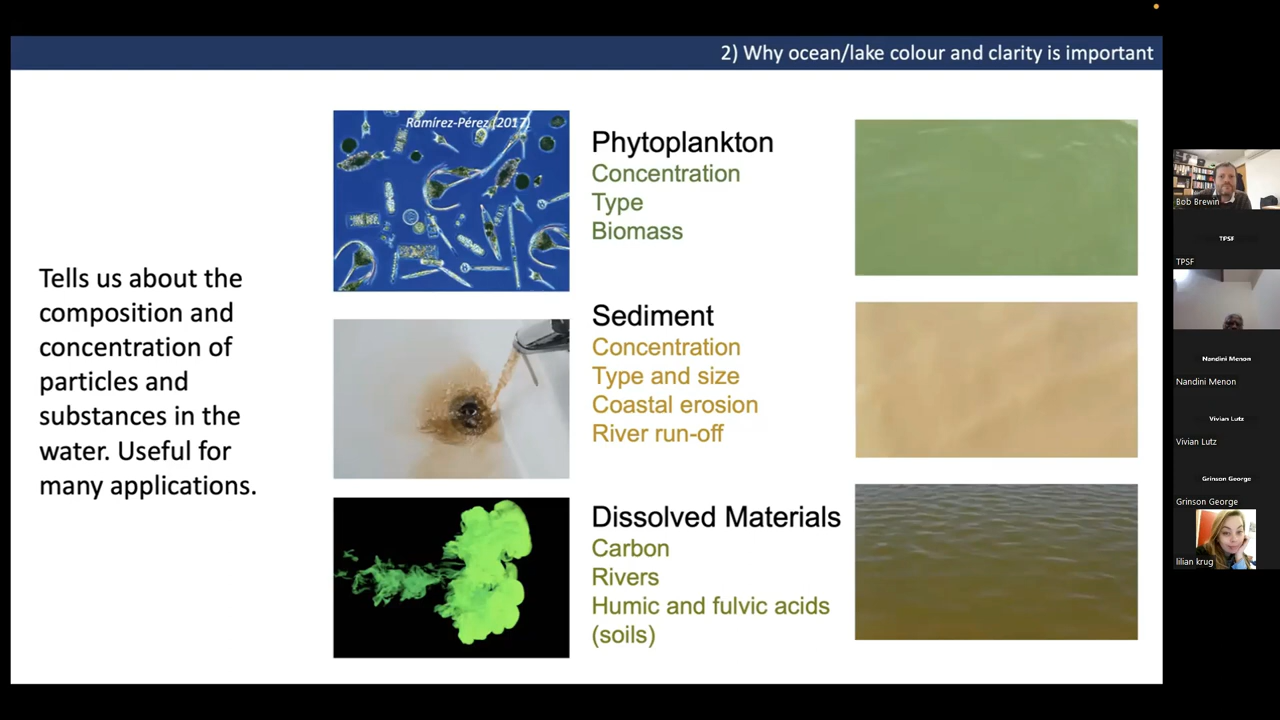 2) Why ocean/lake colour and clarity is important
Tells us about the
composition and
concentration of
particles and
substances in the
water. Useful for
many applications.
Ramírez-Pérez (2017)
Phytoplankton
Concentration
Type
Biomass
Sediment
Concentration
Type and size
Coastal erosion
River run-off
Dissolved Materials
Carbon
Rivers
Humic and fulvic acids
(soils)
Bob Brewin
TPSF
TPSF
Nandini Menon
Nandini Menon
Vivian Lutz
Vivian Lutz
Grinson George
Grinson George
lilian krug